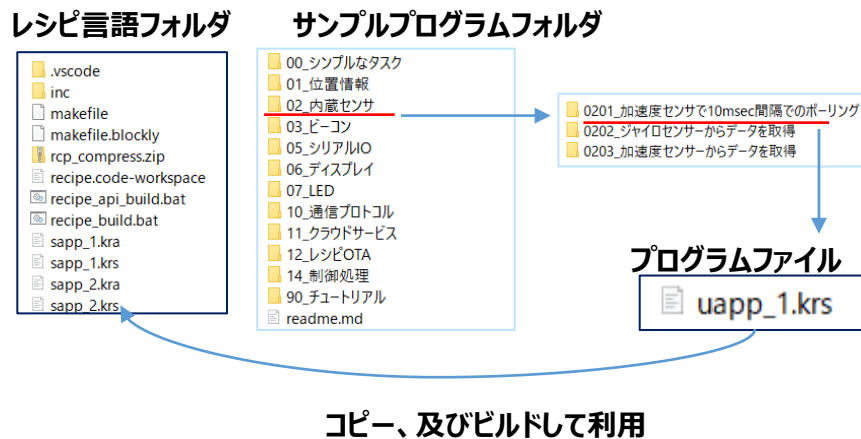 レシピ言語フォルダ
.vscode
inc
makefile
makefile.blockly
rcp_compress.zip
recipe.code-workspace
recipe_api_build.bat
recipe_build.bat
sapp_1.kra
sapp_1.krs
sapp_2.kra
sapp_2.krs
サンプルプログラムフォルダ
00_シンプルなタスク
01_位置情報
02_内蔵センサ
03_ビーコン
05_シリアルIO
06_ディスプレイ
07_LED
10_通信プロトコル
11_クラウドサービス
12_レシピOTA
14_制御処理
90_チュートリアル
readme.md
0201_加速度センサで10msec間隔でのポーリング
0202_ジャイロセンサーからデータを取得
0203_加速度センサーからデータを取得
プログラムファイル
uapp_1.krs
コピー、及びビルドして利用